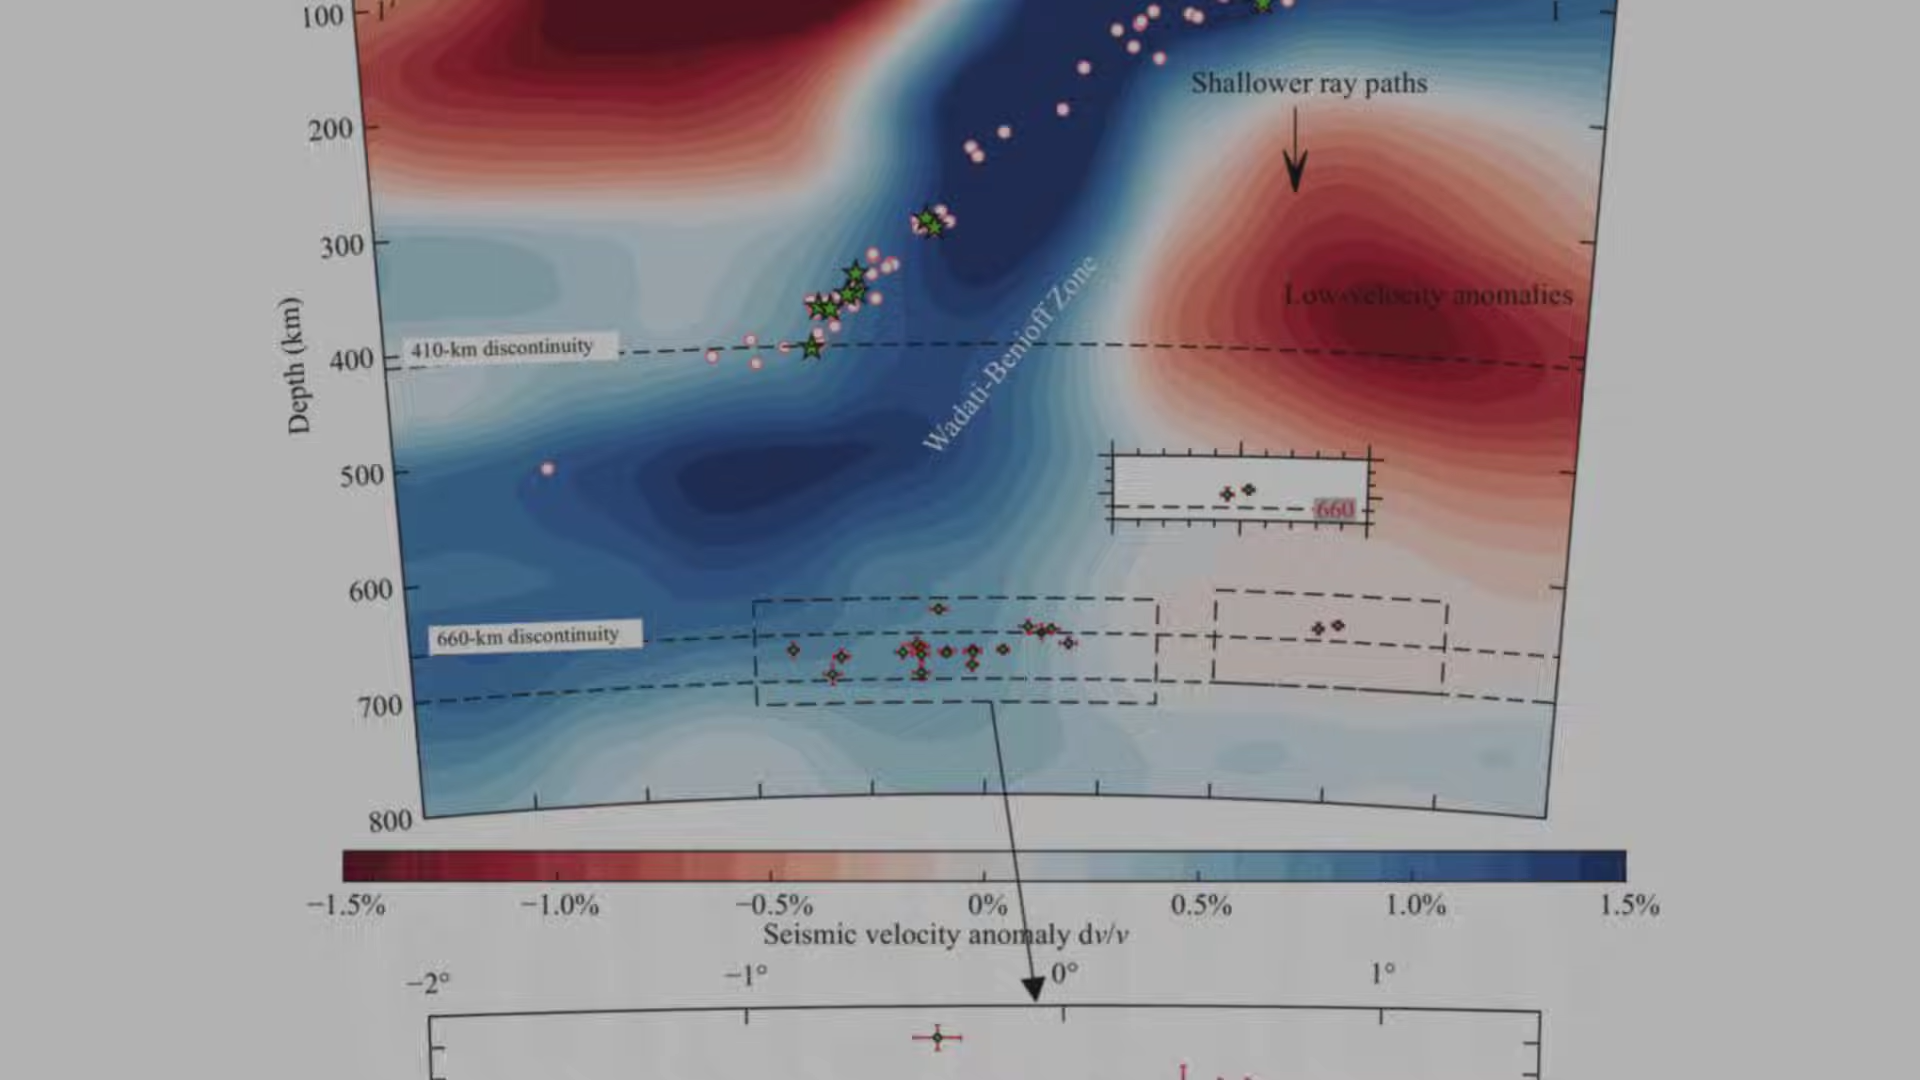 100
1'
1
Shallower ray paths
200
300
Low-velocity anomalies
Wadati-Benioff Zone
Depth (km)
410-km discontinuity
400
500
660
600
660-km discontinuity
700
800
−1.5% −1.0% −0.5% 0% 0.5% 1.0% 1.5%
Seismic velocity anomaly dv/v
−2° −1° 0° 1°